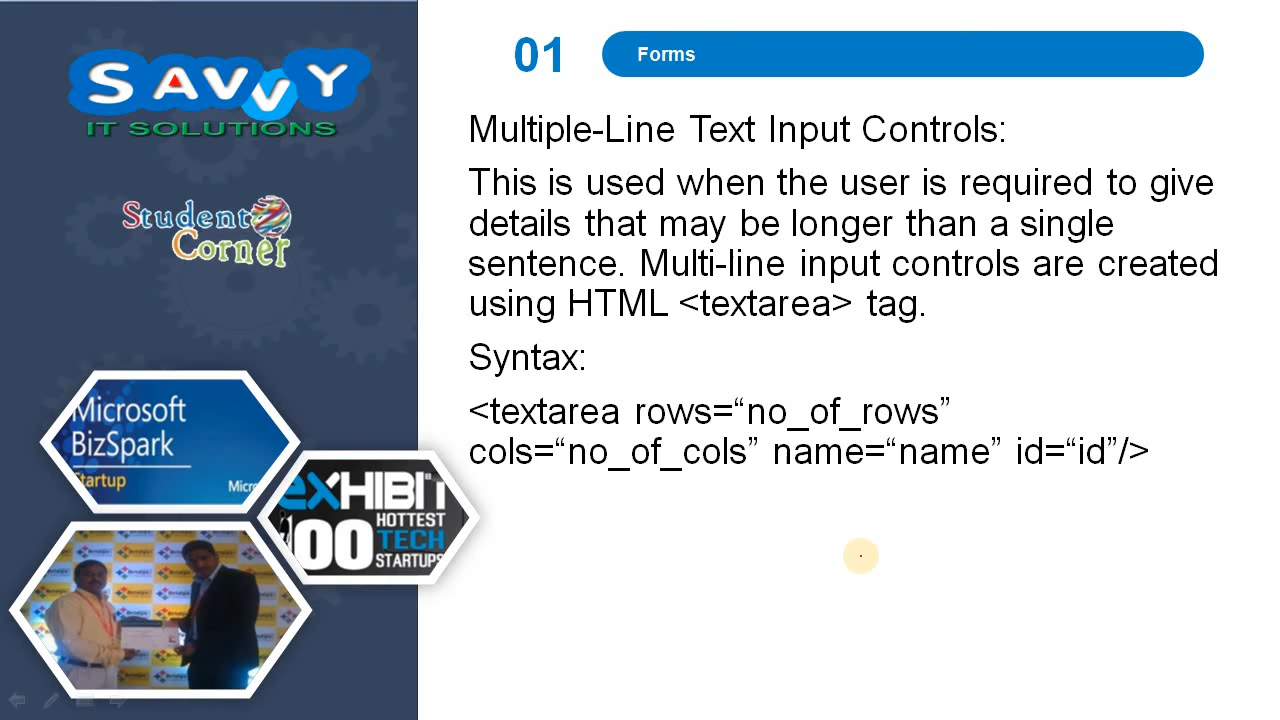 SAVVY
IT SOLUTIONS
Student
Corner
Microsoft
BizSpark
Startup
Micr
EXHIBIT
100
HOTTEST
TECH
STARTUPS
01
Forms
Multiple-Line Text Input Controls:
This is used when the user is required to give
details that may be longer than a single
sentence. Multi-line input controls are created
using HTML <textarea> tag.
Syntax:
<textarea rows=“no_of_rows”
cols=“no_of_cols” name=“name” id=“id”/>